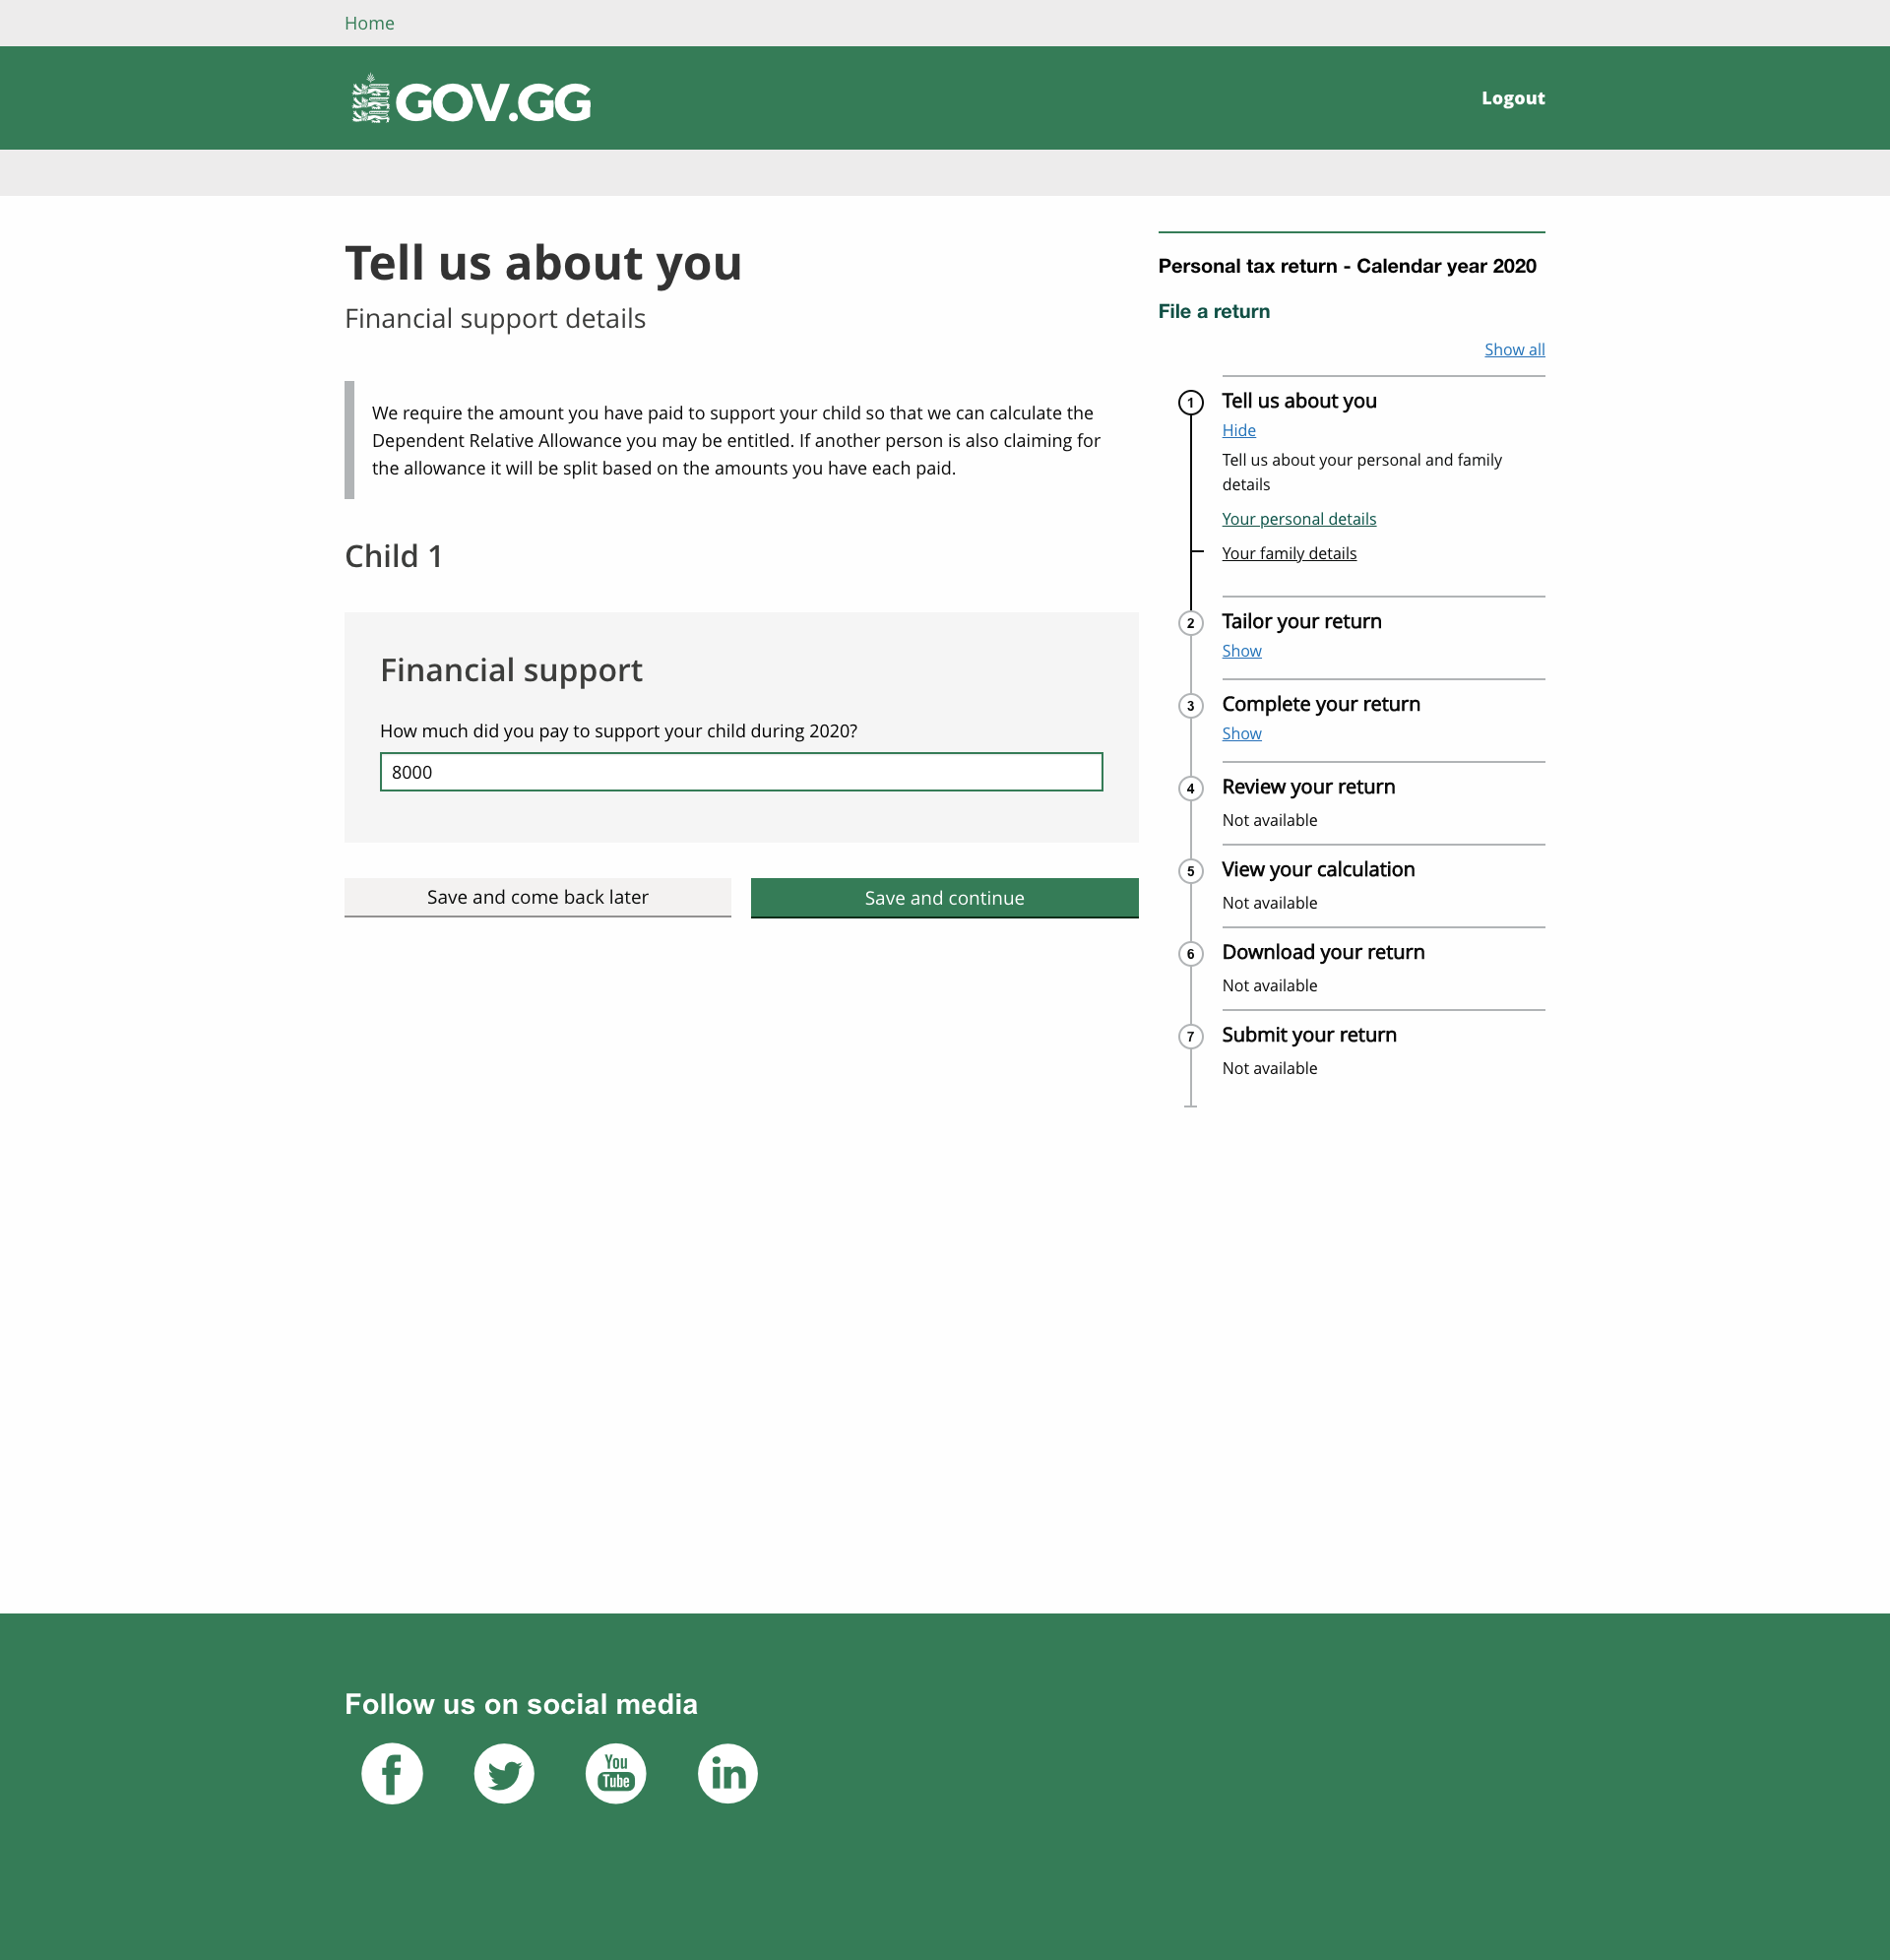 Home
GOV.GG
Logout
Tell us about you
Financial support details
We require the amount you have paid to support your child so that we can calculate the
Dependent Relative Allowance you may be entitled. If another person is also claiming for
the allowance it will be split based on the amounts you have each paid.
Child 1
Financial support
How much did you pay to support your child during 2020?
8000
Save and come back later
Save and continue
Personal tax return - Calendar year 2020
File a return
Show all
1
Tell us about you
Hide
Tell us about your personal and family
details
Your personal details
Your family details
2
Tailor your return
Show
3
Complete your return
Show
4
Review your return
Not available
5
View your calculation
Not available
6
Download your return
Not available
7
Submit your return
Not available
Follow us on social media
f
You
Tube
in